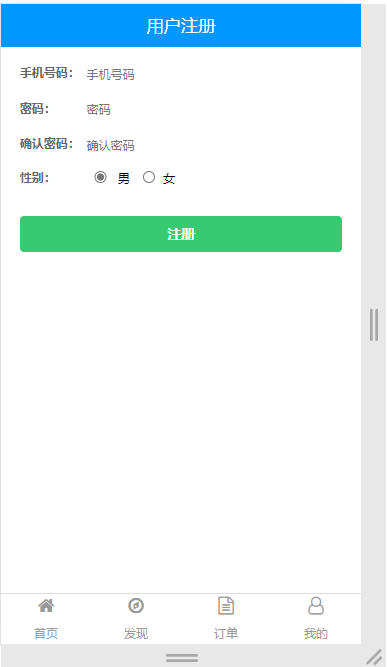 用户注册
手机号码： 手机号码
密码： 密码
确认密码： 确认密码
性别： 男 女
注册
首页 发现 订单 我的